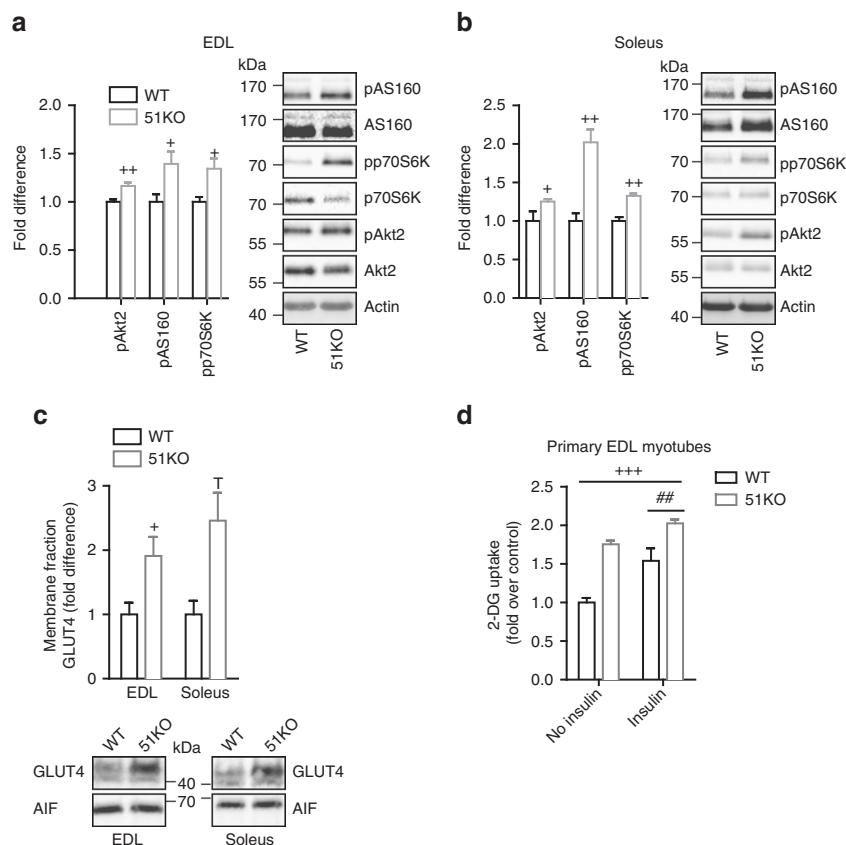 a
EDL
WT
51KO
Fold difference
2.0
1.5
1.0
0.5
0.0
++
+
+
pAkt2
pAS160
pp70S6K
kDa
170
pAS160
170
AS160
70
pp70S6K
70
p70S6K
55
pAkt2
55
Akt2
40
Actin
WT
51KO
b
Soleus
Fold difference
2.5
2.0
1.5
1.0
0.5
0.0
+
++
++
pAkt2
pAS160
pp70S6K
kDa
170
pAS160
170
AS160
70
pp70S6K
70
p70S6K
55
pAkt2
55
Akt2
40
Actin
WT
51KO
c
WT
51KO
Membrane fraction
GLUT4 (fold difference)
3
2
1
0
+
T
EDL
Soleus
WT
51KO
kDa
WT
51KO
GLUT4
40
GLUT4
AIF
70
AIF
EDL
Soleus
d
Primary EDL myotubes
WT
51KO
2-DG uptake
(fold over control)
2.5
2.0
1.5
1.0
0.5
0.0
+++
##
No insulin
Insulin